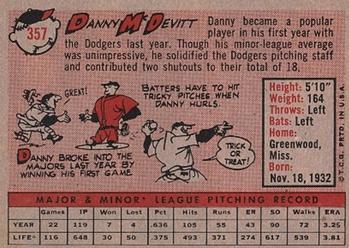 357
DANNY McDEVITT
Danny became a popular
player in his first year with
the Dodgers last year. Though his minor-league average
was unimpressive, he solidified the Dodgers pitching staff
and contributed two shutouts to their total of 18.
GREAT!
BATTERS HAVE TO HIT
TRICKY PITCHES WHEN
DANNY HURLS.
TRICK
OR
TREAT!
DANNY BROKE INTO THE
MAJORS LAST YEAR BY
WINNING HIS FIRST GAME
Height: 5'10"
Weight: 164
Throws: Left
Bats: Left
Home:
Greenwood,
Miss.
Born:
Nov. 18, 1932
© T.C.G. PRTD. IN U.S.A.
MAJOR & MINOR LEAGUE PITCHING RECORD
Games IP Won Lost Pct. Hits Runs ER SO Walks ERA
YEAR 22 119 7 4 .636 105 55 43 90 72 3.25
LIFE 116 648 30 50 .375 635 493 371 274 617 539 3.81